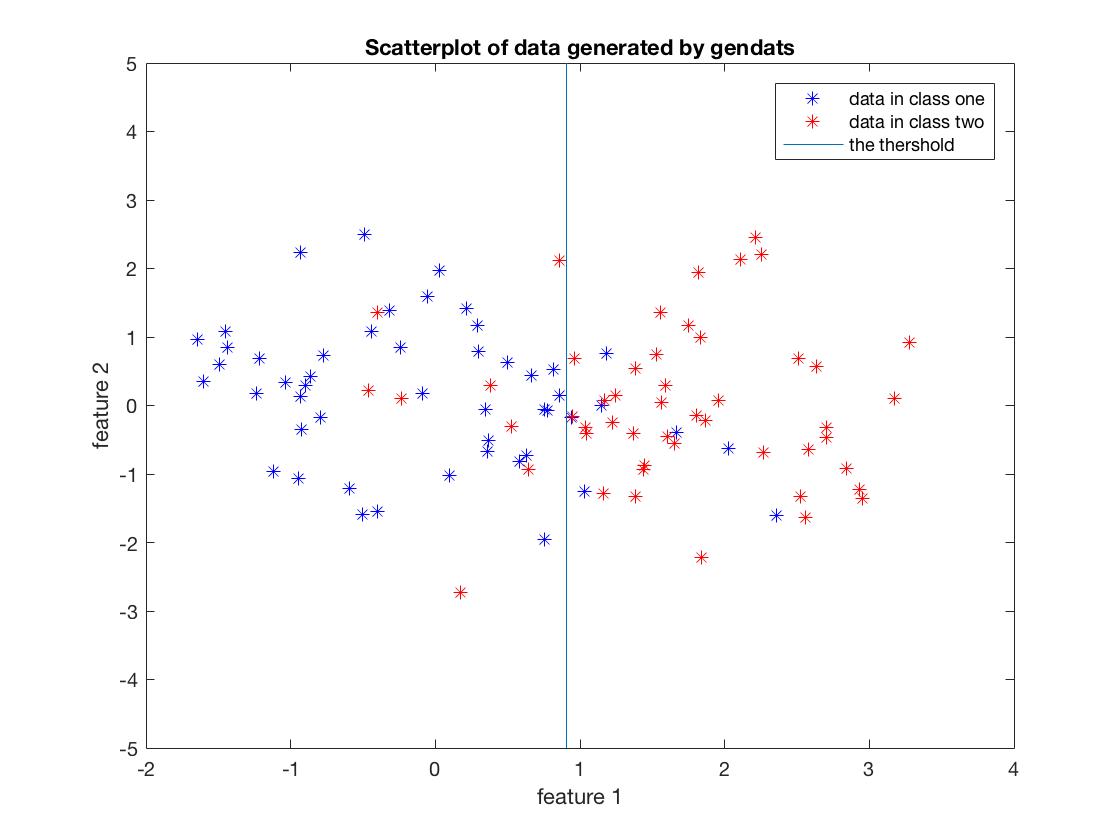 Scatterplot of data generated by gendats
data in class one
data in class two
the thershold
5
4
3
2
1
0
-1
-2
-3
-4
-5
feature 2
-2 -1 0 1 2 3 4
feature 1